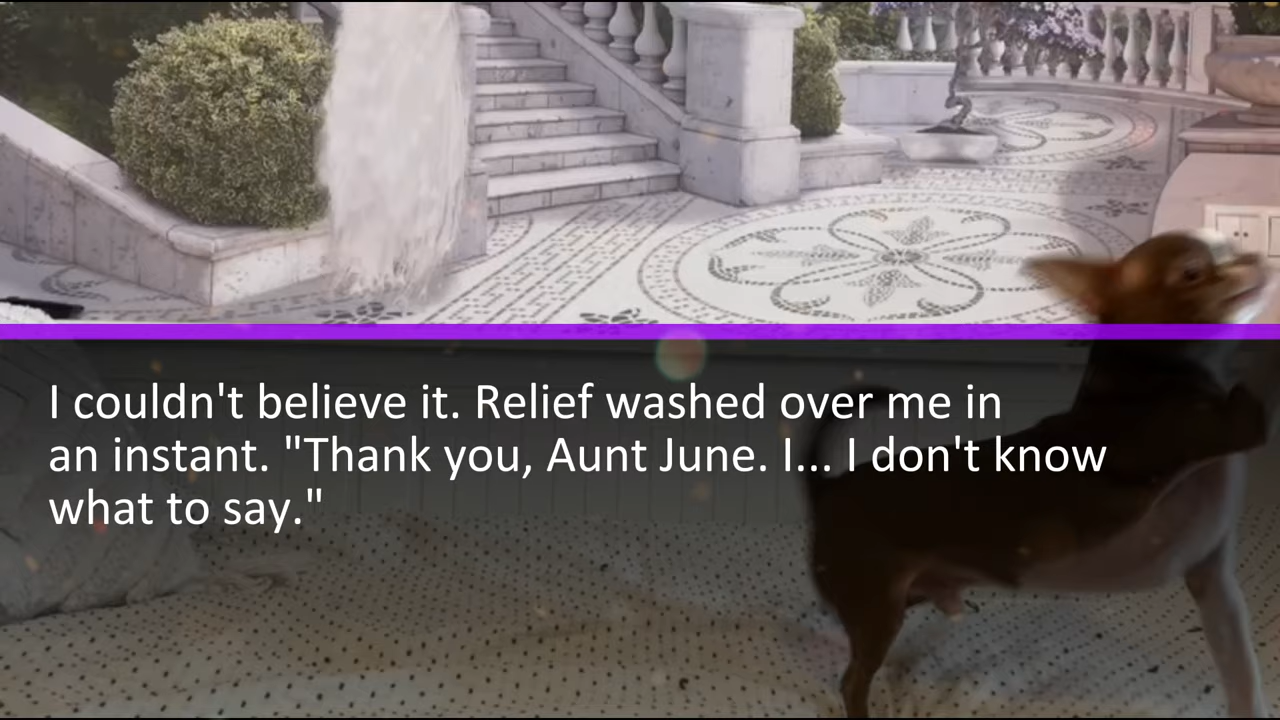 I couldn't believe it. Relief washed over me in
an instant. "Thank you, Aunt June. I... I don't know
what to say."